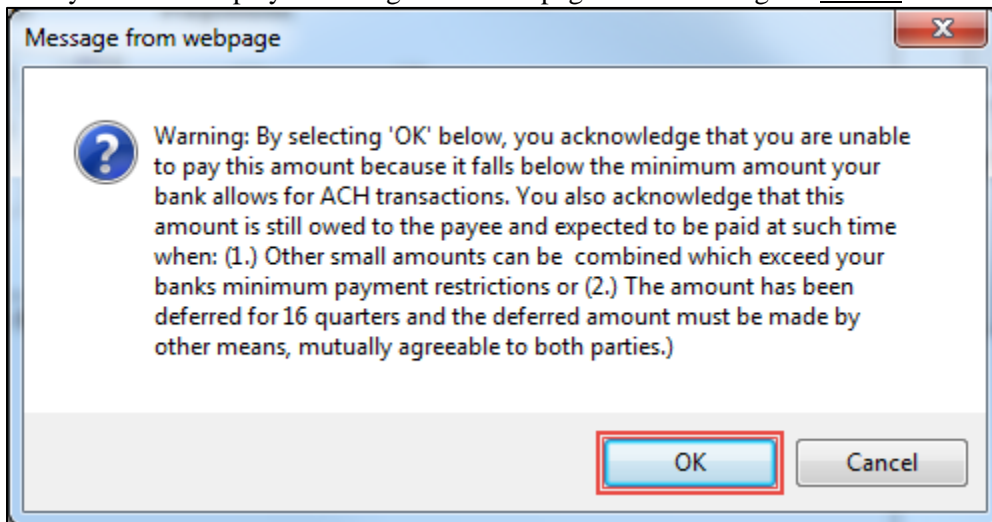 Message from webpage
Warning: By selecting 'OK' below, you acknowledge that you are unable
to pay this amount because it falls below the minimum amount your
bank allows for ACH transactions. You also acknowledge that this
amount is still owed to the payee and expected to be paid at such time
when: (1.) Other small amounts can be  combined which exceed your
banks minimum payment restrictions or (2.) The amount has been
deferred for 16 quarters and the deferred amount must be made by
other means, mutually agreeable to both parties.)
OK Cancel